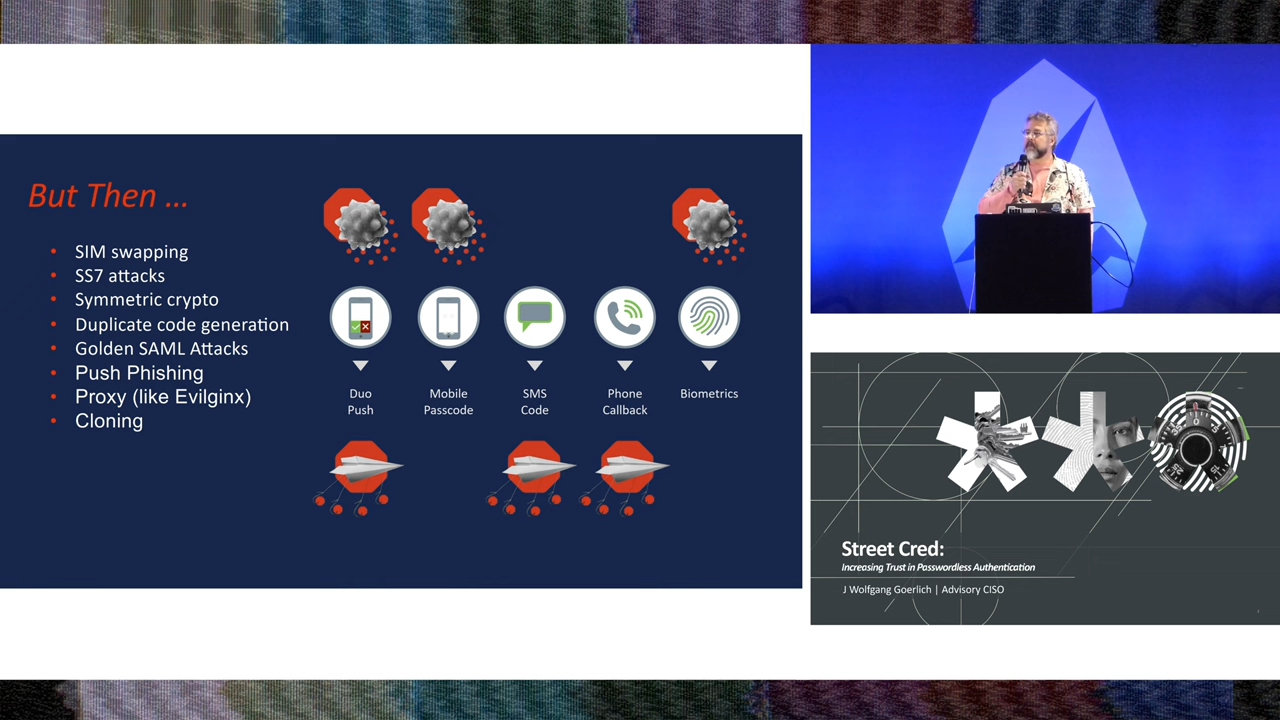 But Then ...
• SIM swapping
• SS7 attacks
• Symmetric crypto
• Duplicate code generation
• Golden SAML Attacks
• Push Phishing
• Proxy (like Evilginx)
• Cloning
Duo
Push
Mobile
Passcode
SMS
Code
Phone
Callback
Biometrics
Street Cred:
Increasing Trust in Passwordless Authentication
J Wolfgang Goerlich | Advisory CISO